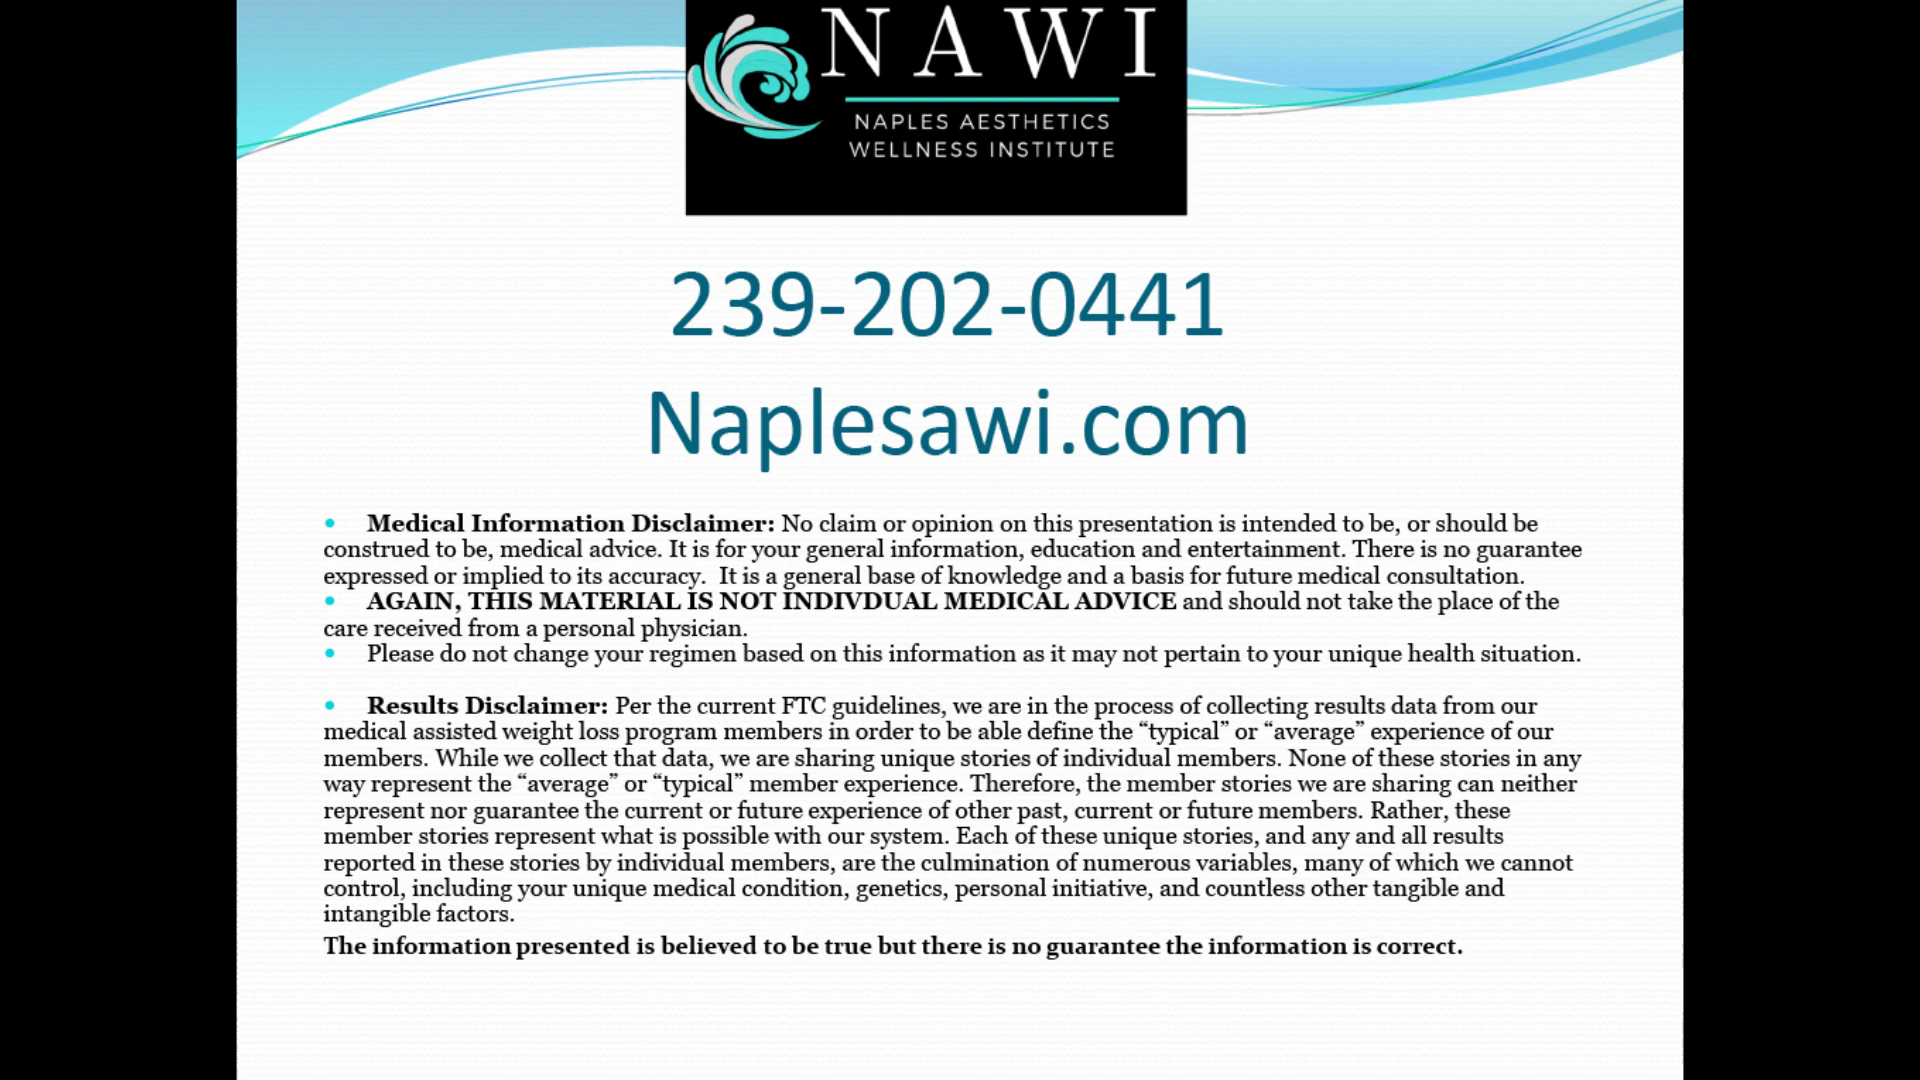 NAWI
NAPLES AESTHETICS
WELLNESS INSTITUTE
239-202-0441
Naplesawi.com
• Medical Information Disclaimer: No claim or opinion on this presentation is intended to be, or should be
construed to be, medical advice. It is for your general information, education and entertainment. There is no guarantee
expressed or implied to its accuracy.  It is a general base of knowledge and a basis for future medical consultation.
• AGAIN, THIS MATERIAL IS NOT INDIVDUAL MEDICAL ADVICE and should not take the place of the
care received from a personal physician.
• Please do not change your regimen based on this information as it may not pertain to your unique health situation.
• Results Disclaimer: Per the current FTC guidelines, we are in the process of collecting results data from our
medical assisted weight loss program members in order to be able define the “typical” or “average” experience of our
members. While we collect that data, we are sharing unique stories of individual members. None of these stories in any
way represent the “average” or “typical” member experience. Therefore, the member stories we are sharing can neither
represent nor guarantee the current or future experience of other past, current or future members. Rather, these
member stories represent what is possible with our system. Each of these unique stories, and any and all results
reported in these stories by individual members, are the culmination of numerous variables, many of which we cannot
control, including your unique medical condition, genetics, personal initiative, and countless other tangible and
intangible factors.
The information presented is believed to be true but there is no guarantee the information is correct.